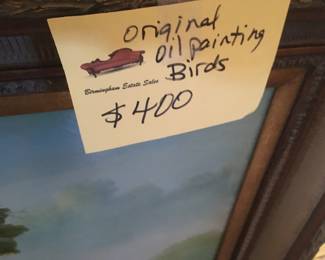 original
oil painting
Birds
Birmingham Estate Sales
$400